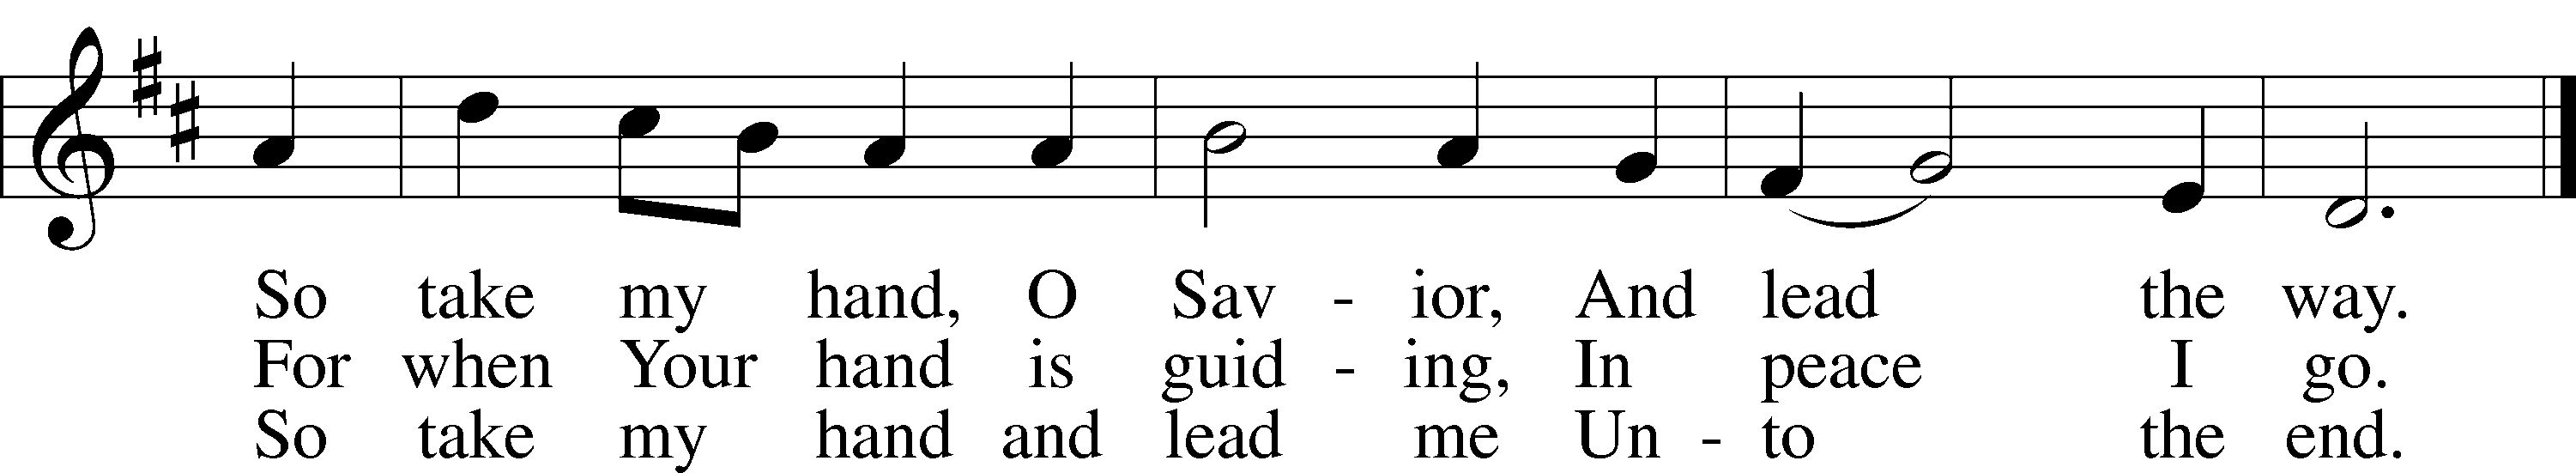 So take my hand, O Sav - ior, And lead the way.
For when Your hand is guid - ing, In peace I go.
So take my hand and lead me Un - to the end.